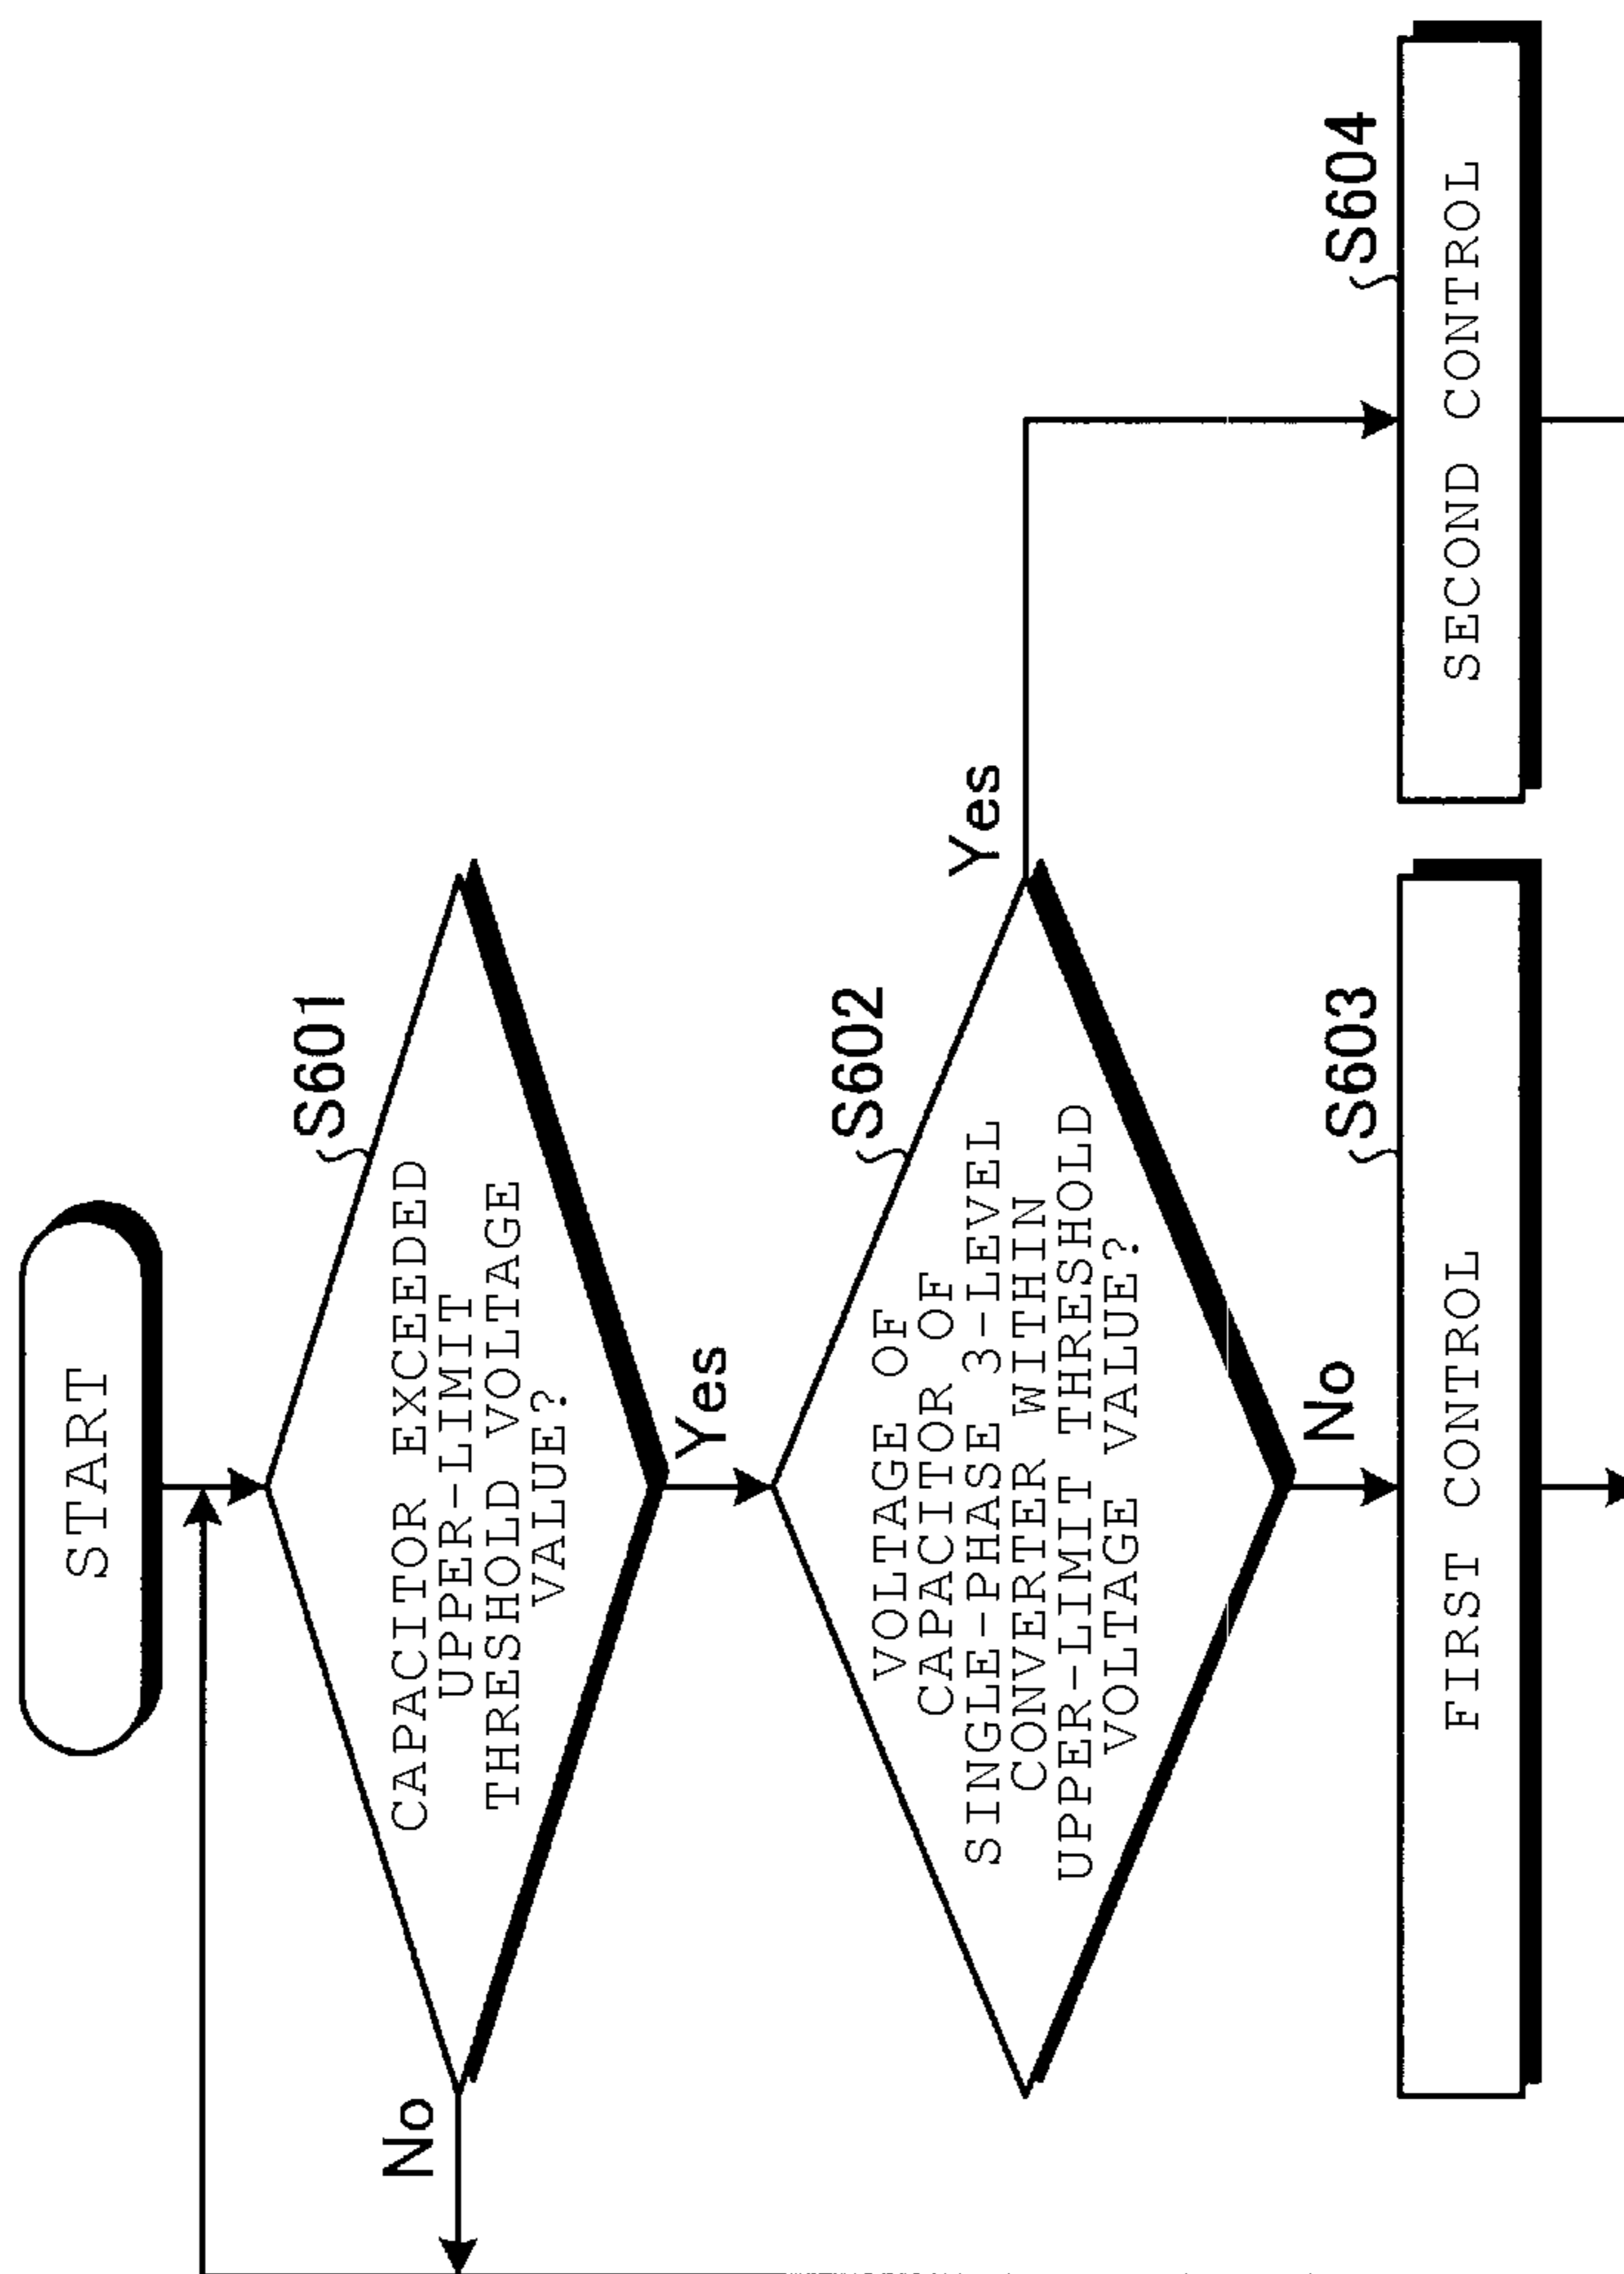 START
S601
CAPACITOR EXCEEDED
UPPER-LIMIT
THRESHOLD VOLTAGE
VALUE?
No
Yes
S602
VOLTAGE OF
CAPACITOR OF
SINGLE-PHASE 3-LEVEL
CONVERTER WITHIN
UPPER-LIMIT THRESHOLD
VOLTAGE VALUE?
Yes
No
S603
FIRST CONTROL
S604
SECOND CONTROL